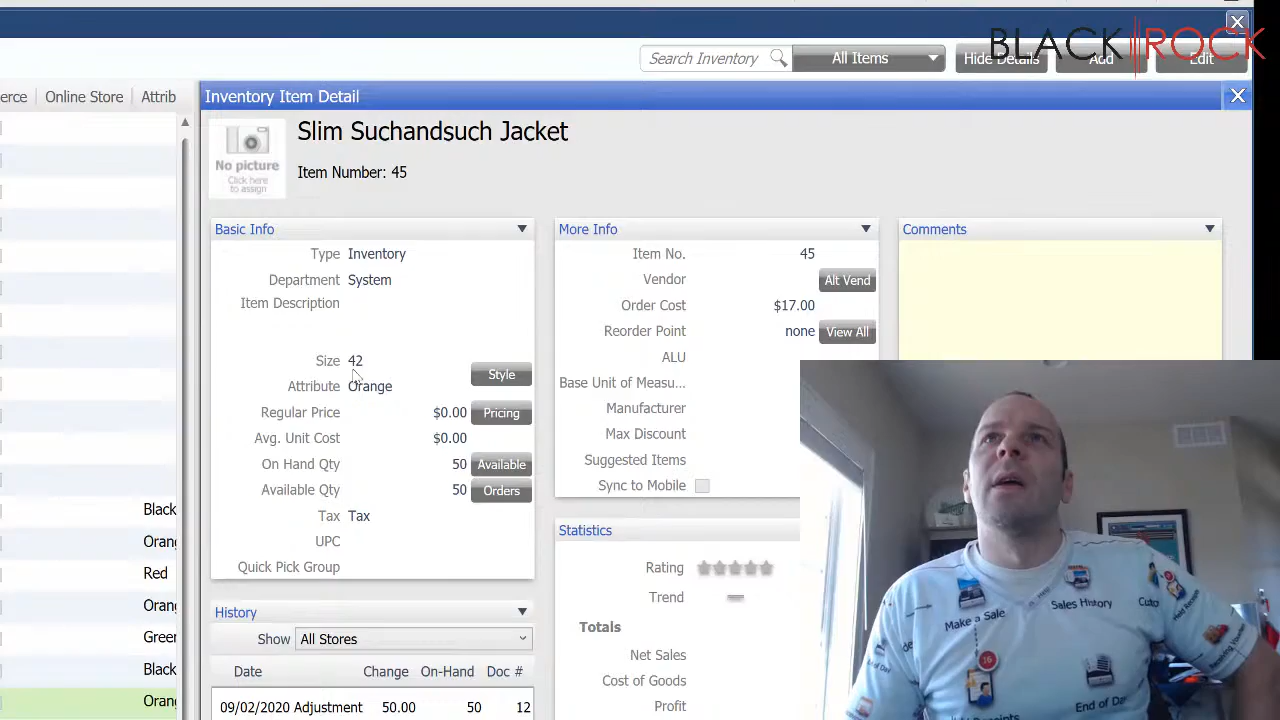 BLACK ROCK
Search Inventory
All Items
Hide Details
Add
Edit
erce
Online Store
Attrib
Inventory Item Detail
No picture
Click here
to assign
Slim Suchandsuch Jacket
Item Number: 45
Basic Info
Type Inventory
Department System
Item Description
Size 42
Style
Attribute Orange
Regular Price $0.00 Pricing
Avg. Unit Cost $0.00
On Hand Qty 50 Available
Available Qty 50 Orders
Tax Tax
UPC
Quick Pick Group
More Info
Item No. 45
Vendor Alt Vend
Order Cost $17.00
Reorder Point none View All
ALU
Base Unit of Measu...
Manufacturer
Max Discount
Suggested Items
Sync to Mobile
Comments
Statistics
Rating
Trend
Totals
Net Sales
Cost of Goods
Profit
History
Show All Stores
Date Change On-Hand Doc #
09/02/2020 Adjustment 50.00 50 12
Black
Orang
Red
Orang
Green
Black
Orang
Make a Sale
Sales History
Held Receipts
Receiving Vouche
16
End of Day